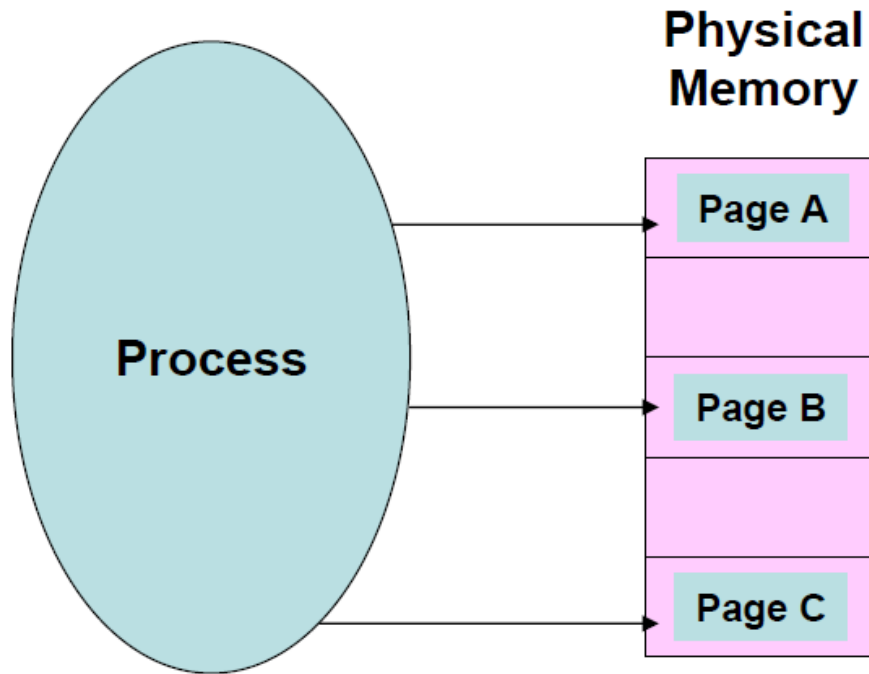 Physical
Memory
Page A
Process
Page B
Page C